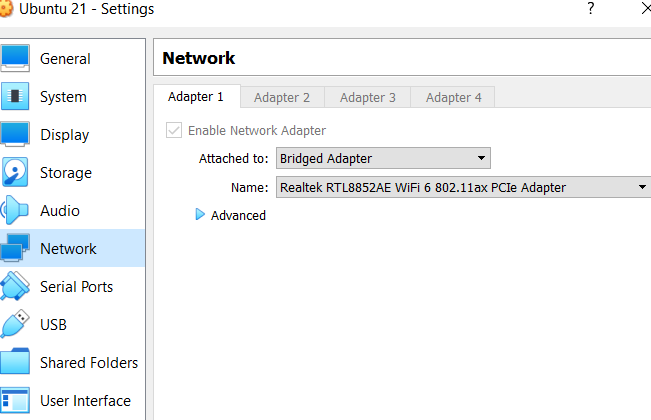 Ubuntu 21 - Settings ?
General
System
Display
Storage
Audio
Network
Serial Ports
USB
Shared Folders
User Interface
Network
Adapter 1 Adapter 2 Adapter 3 Adapter 4
Enable Network Adapter
Attached to: Bridged Adapter
Name: Realtek RTL8852AE WiFi 6 802.11ax PCIe Adapter
Advanced